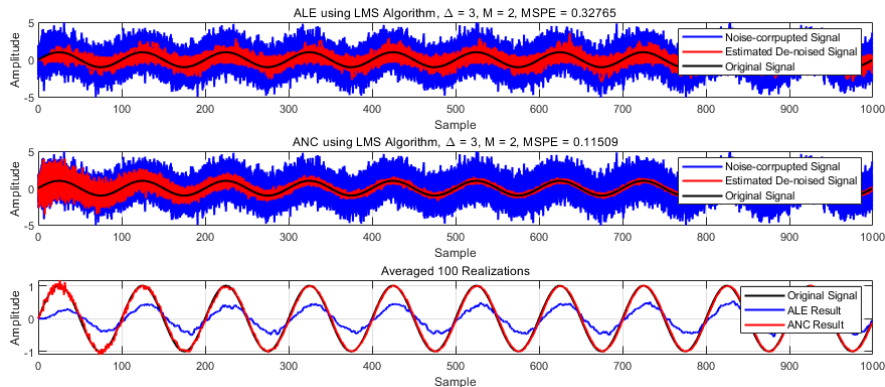 ALE using LMS Algorithm, Δ = 3, M = 2, MSPE = 0.32765
Amplitude
5
0
-5
Noise-corrpupted Signal
Estimated De-noised Signal
Original Signal
0 100 200 300 400 500 600 700 800 900 1000
Sample
ANC using LMS Algorithm, Δ = 3, M = 2, MSPE = 0.11509
Amplitude
5
0
-5
Noise-corrpupted Signal
Estimated De-noised Signal
Original Signal
0 100 200 300 400 500 600 700 800 900 1000
Sample
Averaged 100 Realizations
Amplitude
1
0
-1
Original Signal
ALE Result
ANC Result
0 100 200 300 400 500 600 700 800 900 1000
Sample